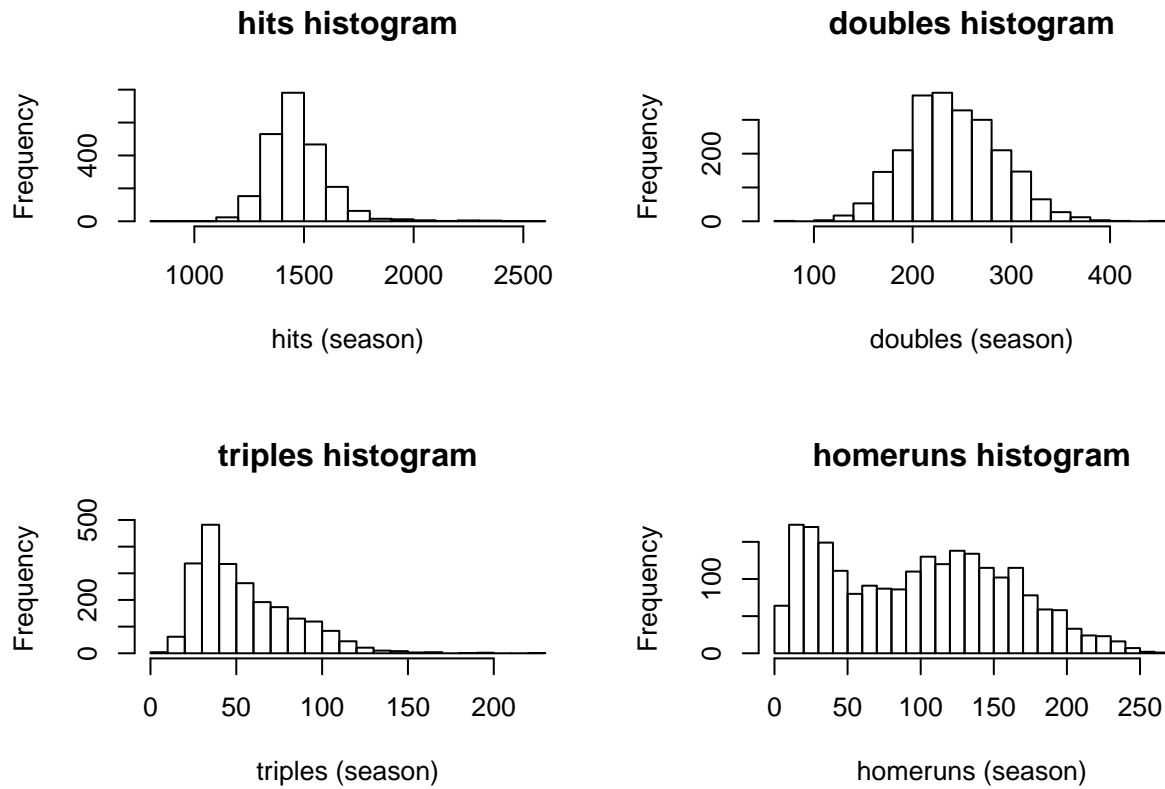 hits histogram
Frequency
0
400
1000 1500 2000 2500
hits (season)
doubles histogram
Frequency
0
200
100 200 300 400
doubles (season)
triples histogram
Frequency
0
200
500
0 50 100 150 200
triples (season)
homeruns histogram
Frequency
0
100
0 50 100 150 200 250
homeruns (season)